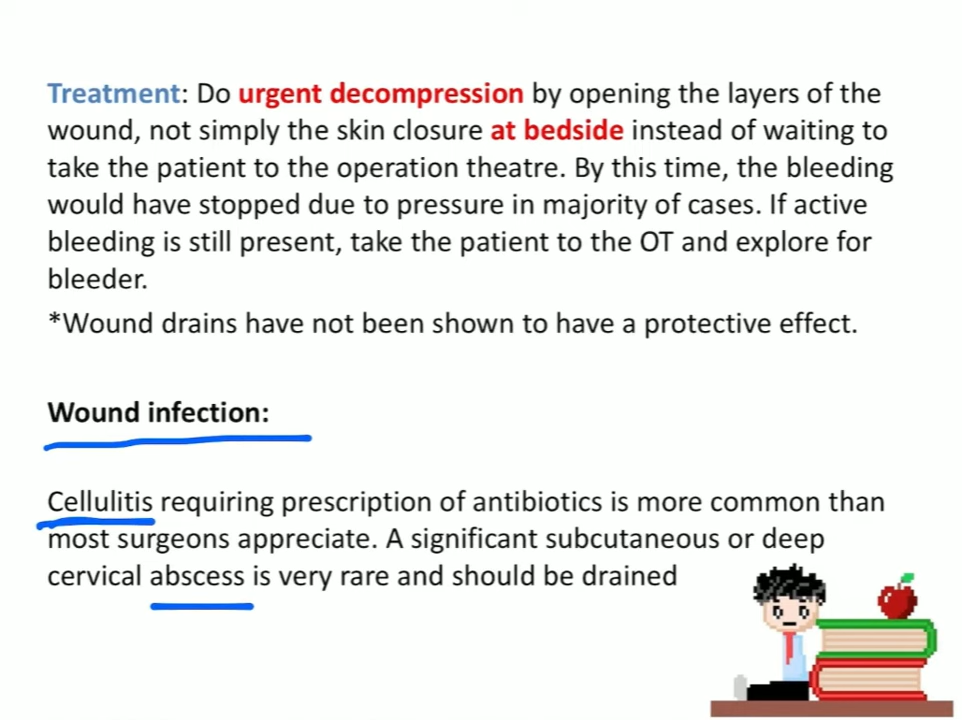 Treatment: Do urgent decompression by opening the layers of the
wound, not simply the skin closure at bedside instead of waiting to
take the patient to the operation theatre. By this time, the bleeding
would have stopped due to pressure in majority of cases. If active
bleeding is still present, take the patient to the OT and explore for
bleeder.
*Wound drains have not been shown to have a protective effect.
Wound infection:
Cellulitis requiring prescription of antibiotics is more common than
most surgeons appreciate. A significant subcutaneous or deep
cervical abscess is very rare and should be drained